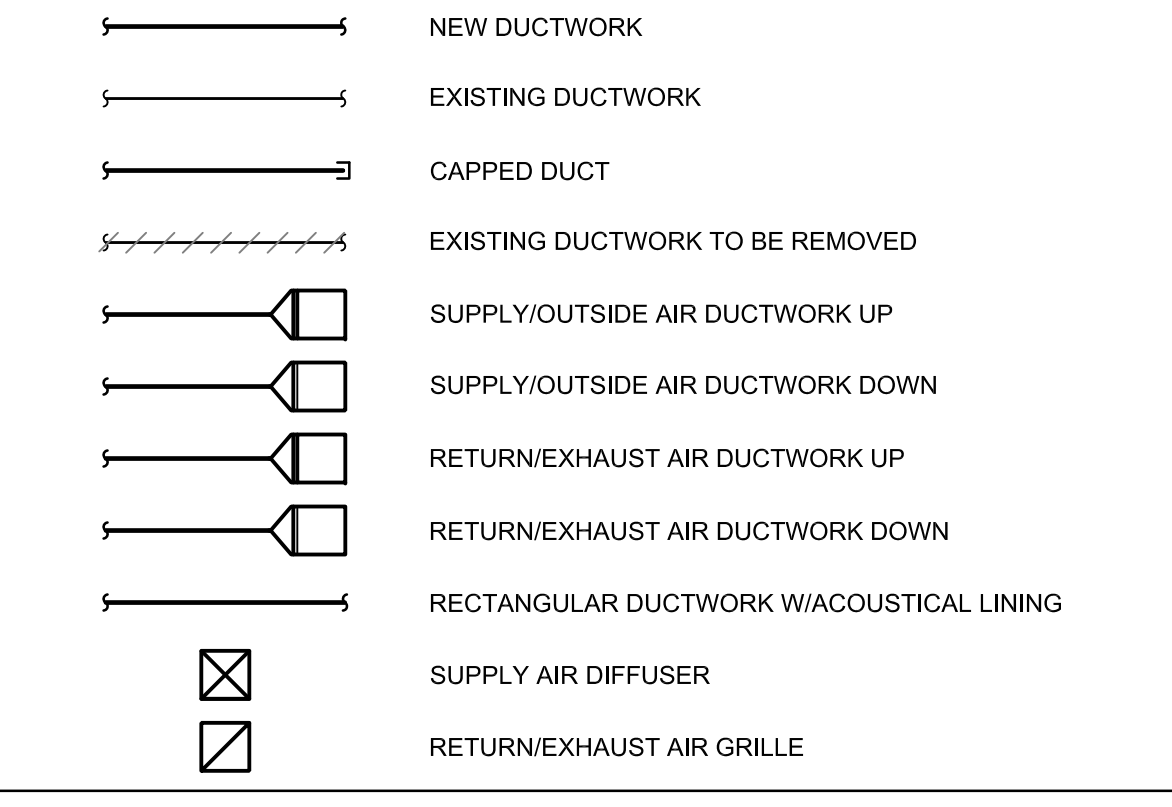 NEW DUCTWORK
EXISTING DUCTWORK
CAPPED DUCT
EXISTING DUCTWORK TO BE REMOVED
SUPPLY/OUTSIDE AIR DUCTWORK UP
SUPPLY/OUTSIDE AIR DUCTWORK DOWN
RETURN/EXHAUST AIR DUCTWORK UP
RETURN/EXHAUST AIR DUCTWORK DOWN
RECTANGULAR DUCTWORK W/ACOUSTICAL LINING
SUPPLY AIR DIFFUSER
RETURN/EXHAUST AIR GRILLE